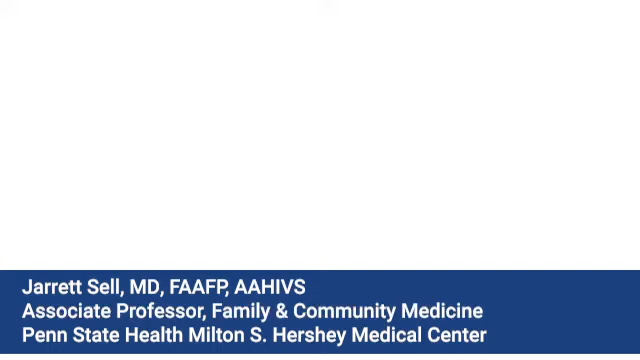 Jarrett Sell, MD, FAAFP, AAHIVS
Associate Professor, Family & Community Medicine
Penn State Health Milton S. Hershey Medical Center